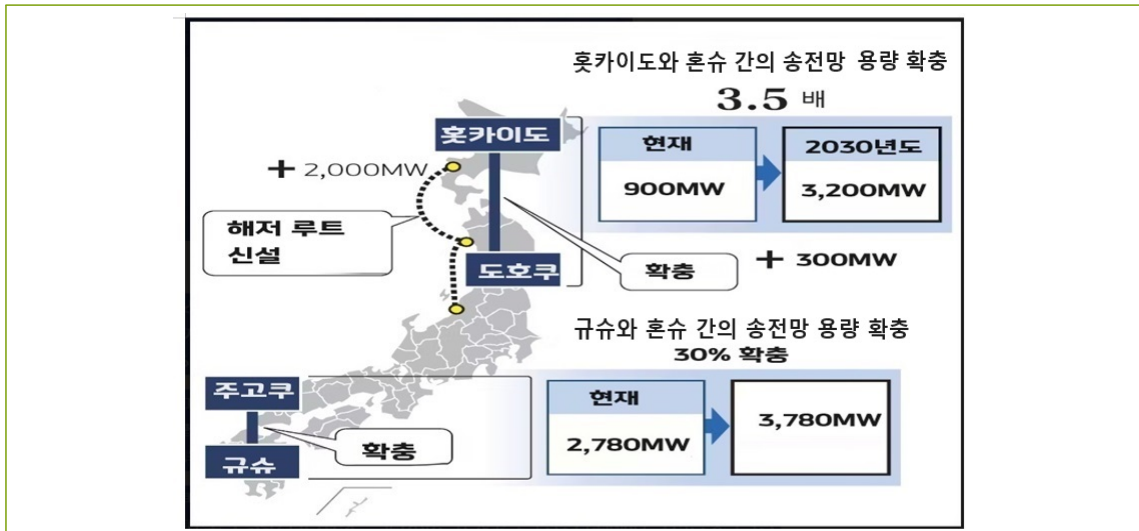 홋카이도와 혼슈 간의 송전망 용량 확충
3.5 배
홋카이도
현재
2030년도
900MW
3,200MW
+ 2,000MW
해저 루트
신설
도호쿠
확충
+ 300MW
규슈와 혼슈 간의 송전망 용량 확충
30% 확충
주고쿠
현재
2,780MW
3,780MW
확충
규슈